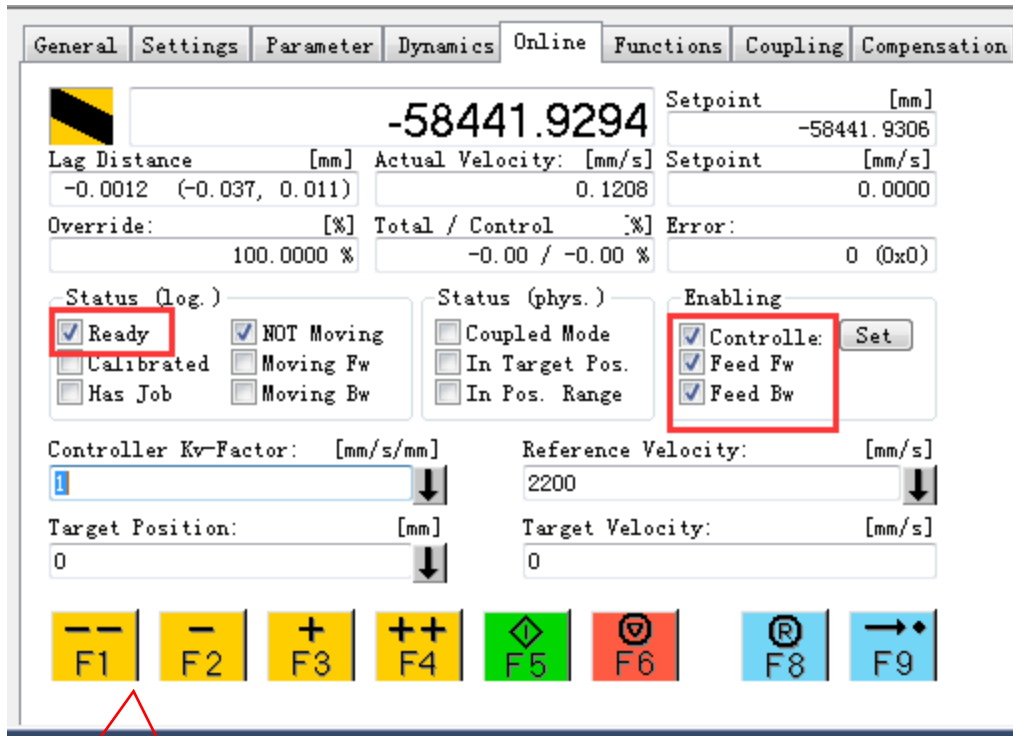 General Settings Parameter Dynamics Online Functions Coupling Compensation
-58441.9294
Setpoint [mm]
-58441.9306
Lag Distance [mm] Actual Velocity: [mm/s] Setpoint [mm/s]
-0.0012 (-0.037, 0.011) 0.1208 0.0000
Override: [%] Total / Control [%] Error:
100.0000 % -0.00 / -0.00 % 0 (0x0)
Status (log.) Status (phys.) Enabling
Ready NOT Moving Coupled Mode Controlle: Set
Calibrated Moving Fw In Target Pos. Feed Fw
Has Job Moving Bw In Pos. Range Feed Bw
Controller Kv-Factor: [mm/s/mm] Reference Velocity: [mm/s]
1 2200
Target Position: [mm] Target Velocity: [mm/s]
0 0
-- - + ++ R
F1 F2 F3 F4 F5 F6 F8 F9